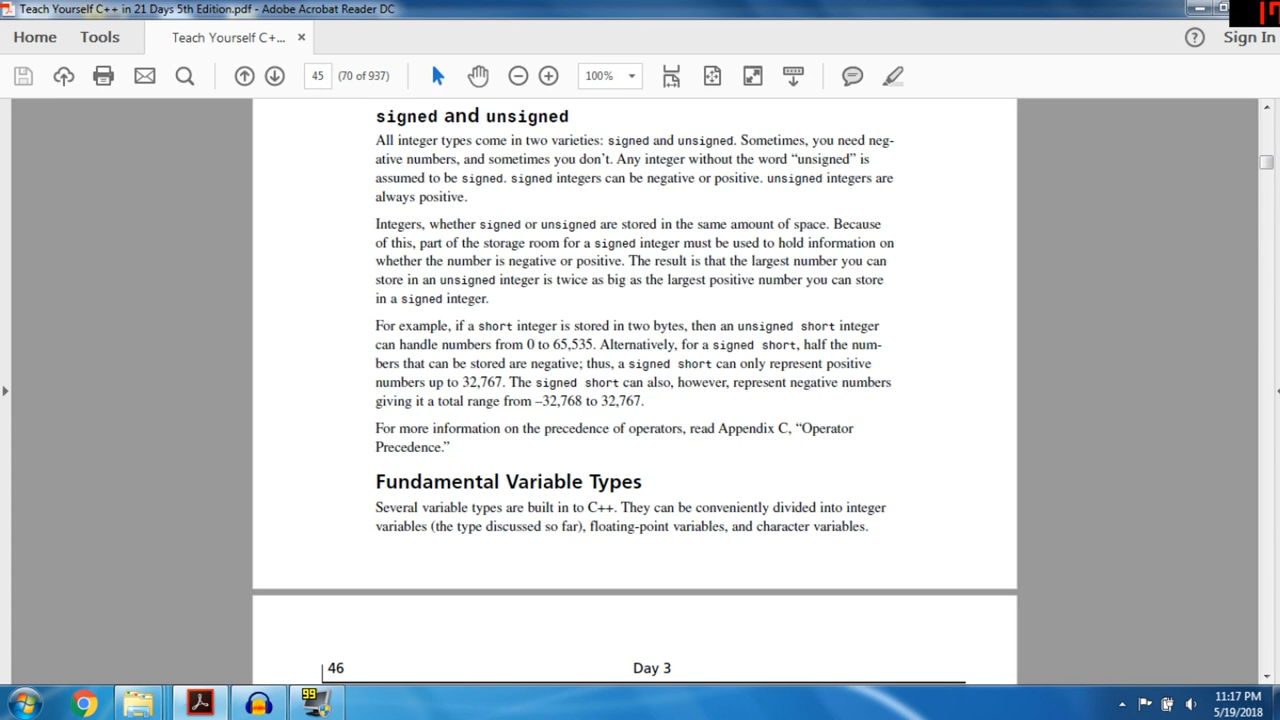 Teach Yourself C++ in 21 Days 5th Edition.pdf - Adobe Acrobat Reader DC
Home Tools Teach Yourself C+... × Sign In
45 (70 of 937) 100%
signed and unsigned
All integer types come in two varieties: signed and unsigned. Sometimes, you need neg-
ative numbers, and sometimes you don't. Any integer without the word “unsigned” is
assumed to be signed. signed integers can be negative or positive. unsigned integers are
always positive.
Integers, whether signed or unsigned are stored in the same amount of space. Because
of this, part of the storage room for a signed integer must be used to hold information on
whether the number is negative or positive. The result is that the largest number you can
store in an unsigned integer is twice as big as the largest positive number you can store
in a signed integer.
For example, if a short integer is stored in two bytes, then an unsigned short integer
can handle numbers from 0 to 65,535. Alternatively, for a signed short, half the num-
bers that can be stored are negative; thus, a signed short can only represent positive
numbers up to 32,767. The signed short can also, however, represent negative numbers
giving it a total range from –32,768 to 32,767.
For more information on the precedence of operators, read Appendix C, “Operator
Precedence.”
Fundamental Variable Types
Several variable types are built in to C++. They can be conveniently divided into integer
variables (the type discussed so far), floating-point variables, and character variables.
46 Day 3
99
11:17 PM
5/19/2018